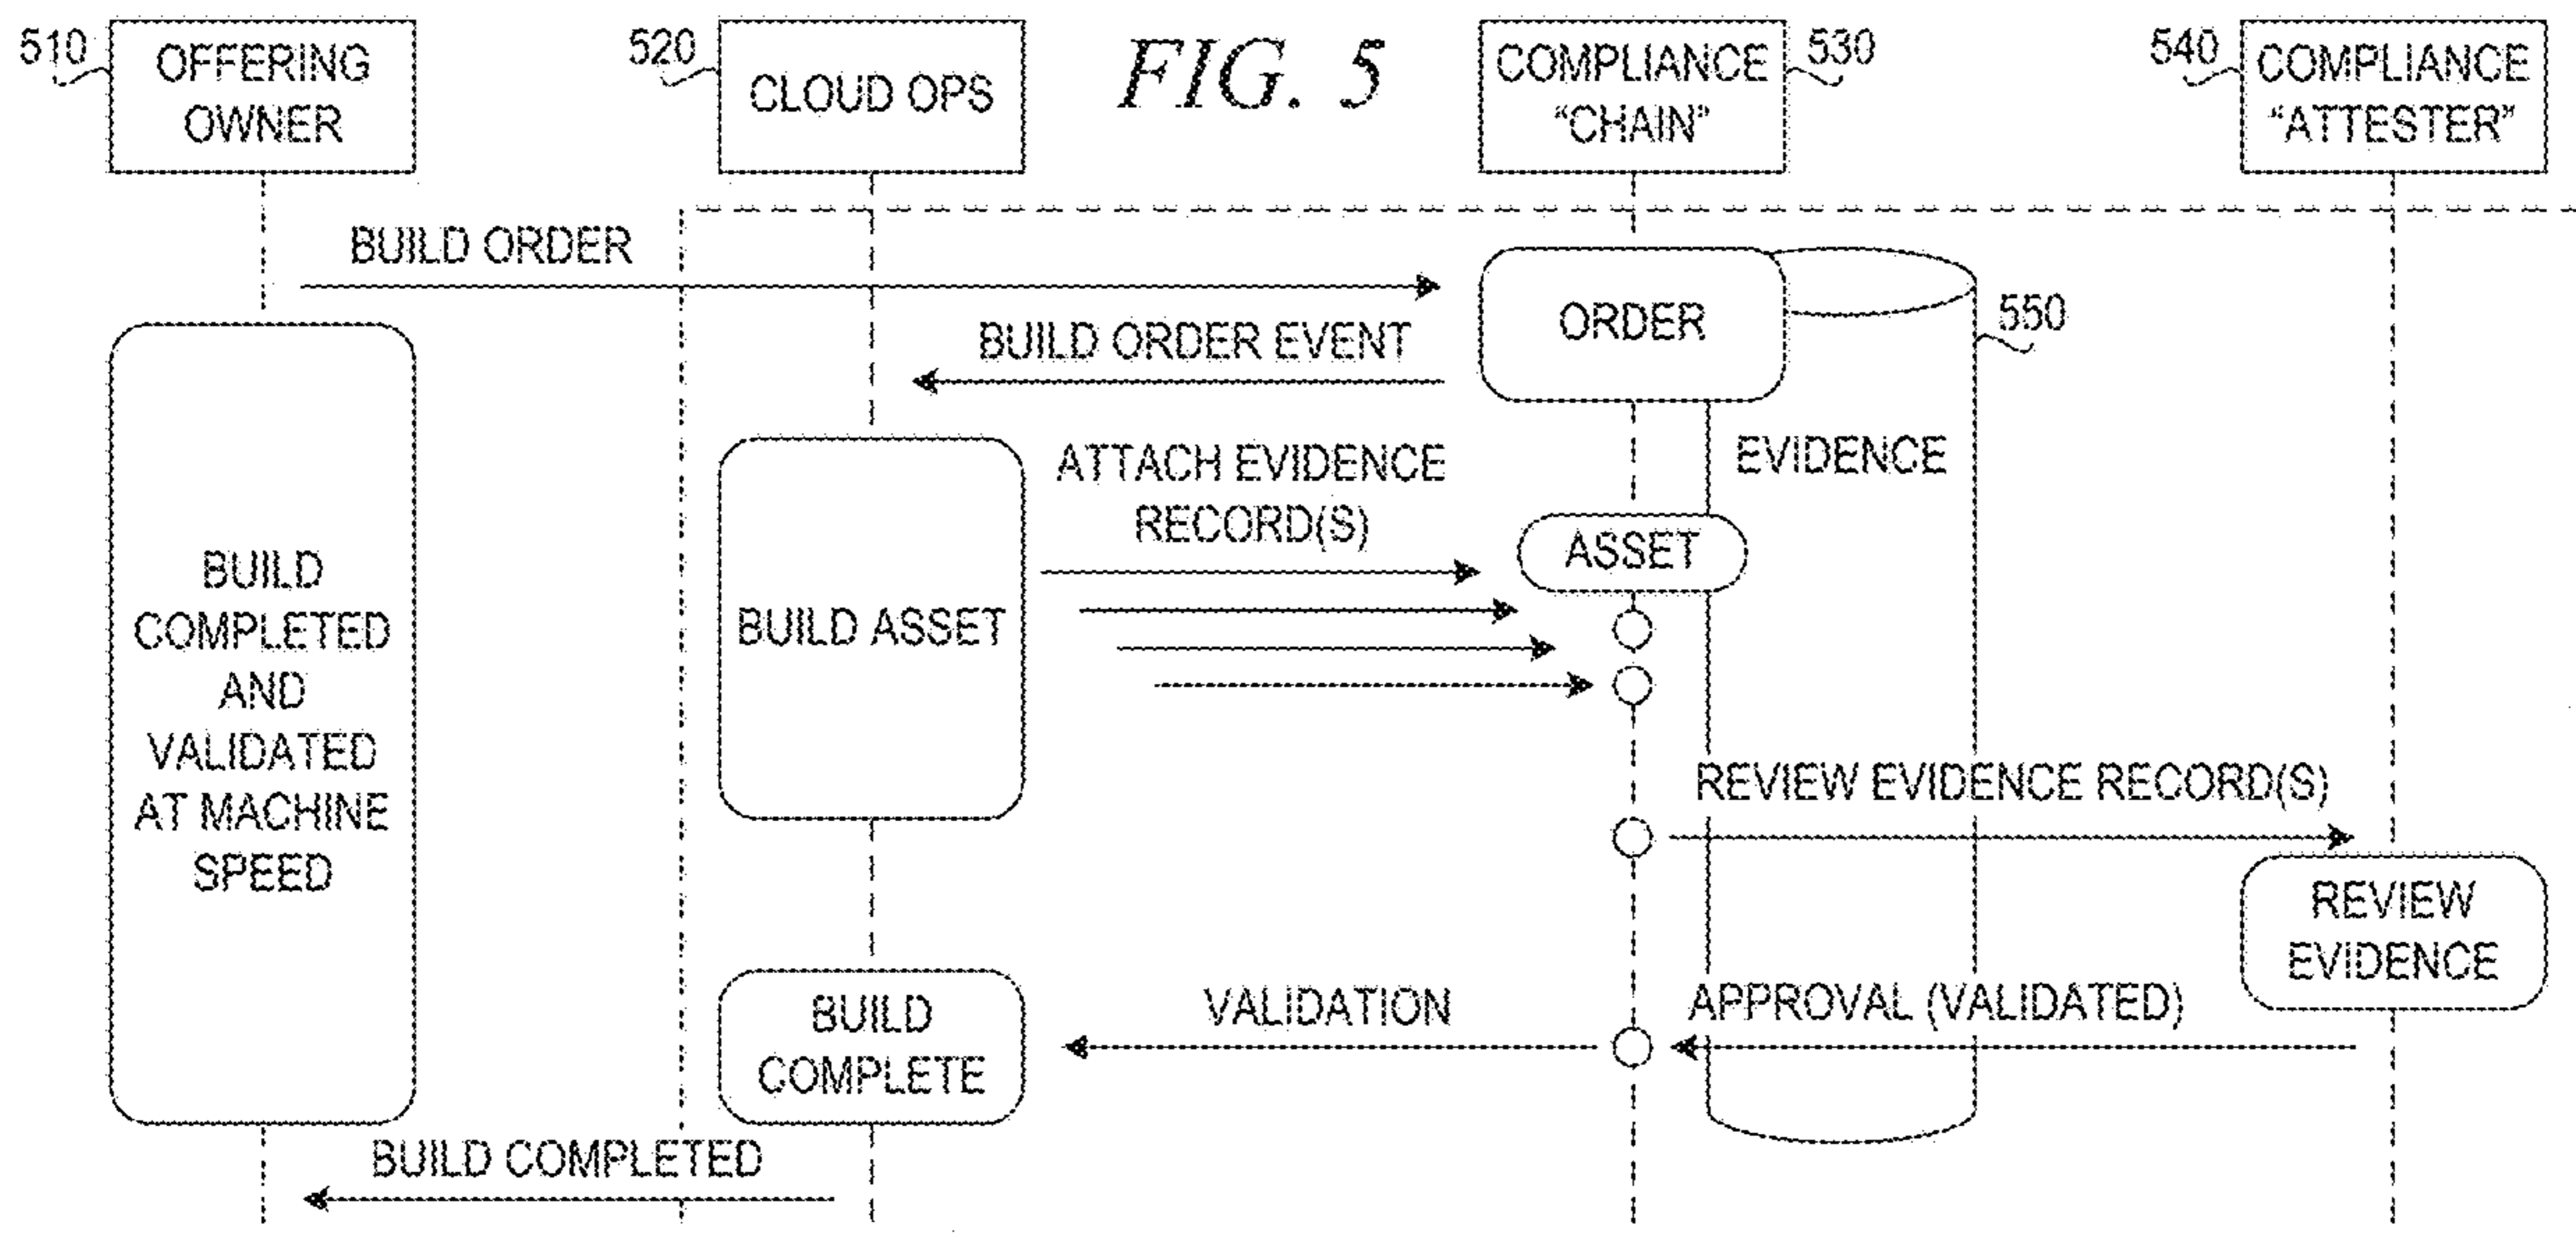 510
OFFERING
OWNER
520
CLOUD OPS
FIG. 5
COMPLIANCE
"CHAIN"
530
540
COMPLIANCE
"ATTESTER"
BUILD ORDER
ORDER
550
BUILD ORDER EVENT
EVIDENCE
ATTACH EVIDENCE
RECORD(S)
ASSET
BUILD
COMPLETED
AND
VALIDATED
AT MACHINE
SPEED
BUILD ASSET
REVIEW EVIDENCE RECORD(S)
REVIEW
EVIDENCE
BUILD
COMPLETE
VALIDATION
APPROVAL (VALIDATED)
BUILD COMPLETED